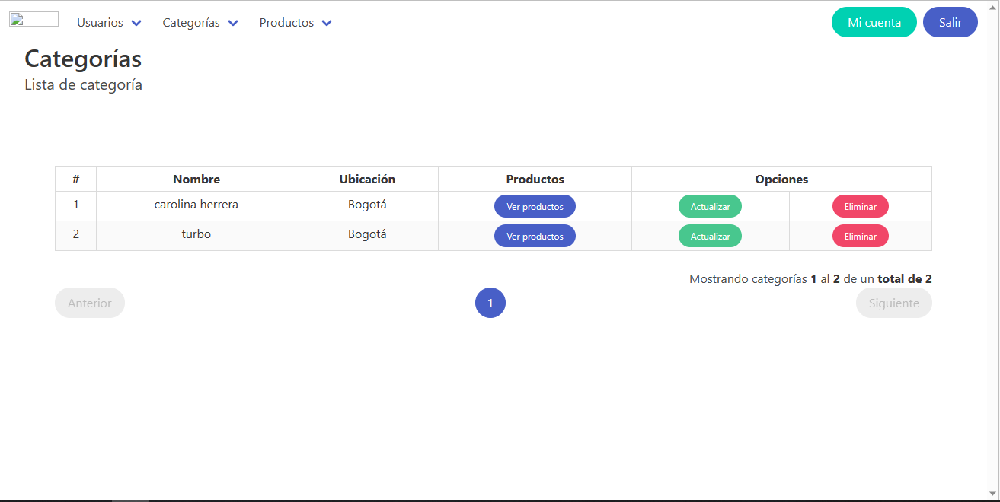 Usuarios Categorías Productos Mi cuenta Salir
Categorías
Lista de categoría
# Nombre Ubicación Productos Opciones
1 carolina herrera Bogotá Ver productos Actualizar Eliminar
2 turbo Bogotá Ver productos Actualizar Eliminar
Mostrando categorías 1 al 2 de un total de 2
Anterior 1 Siguiente